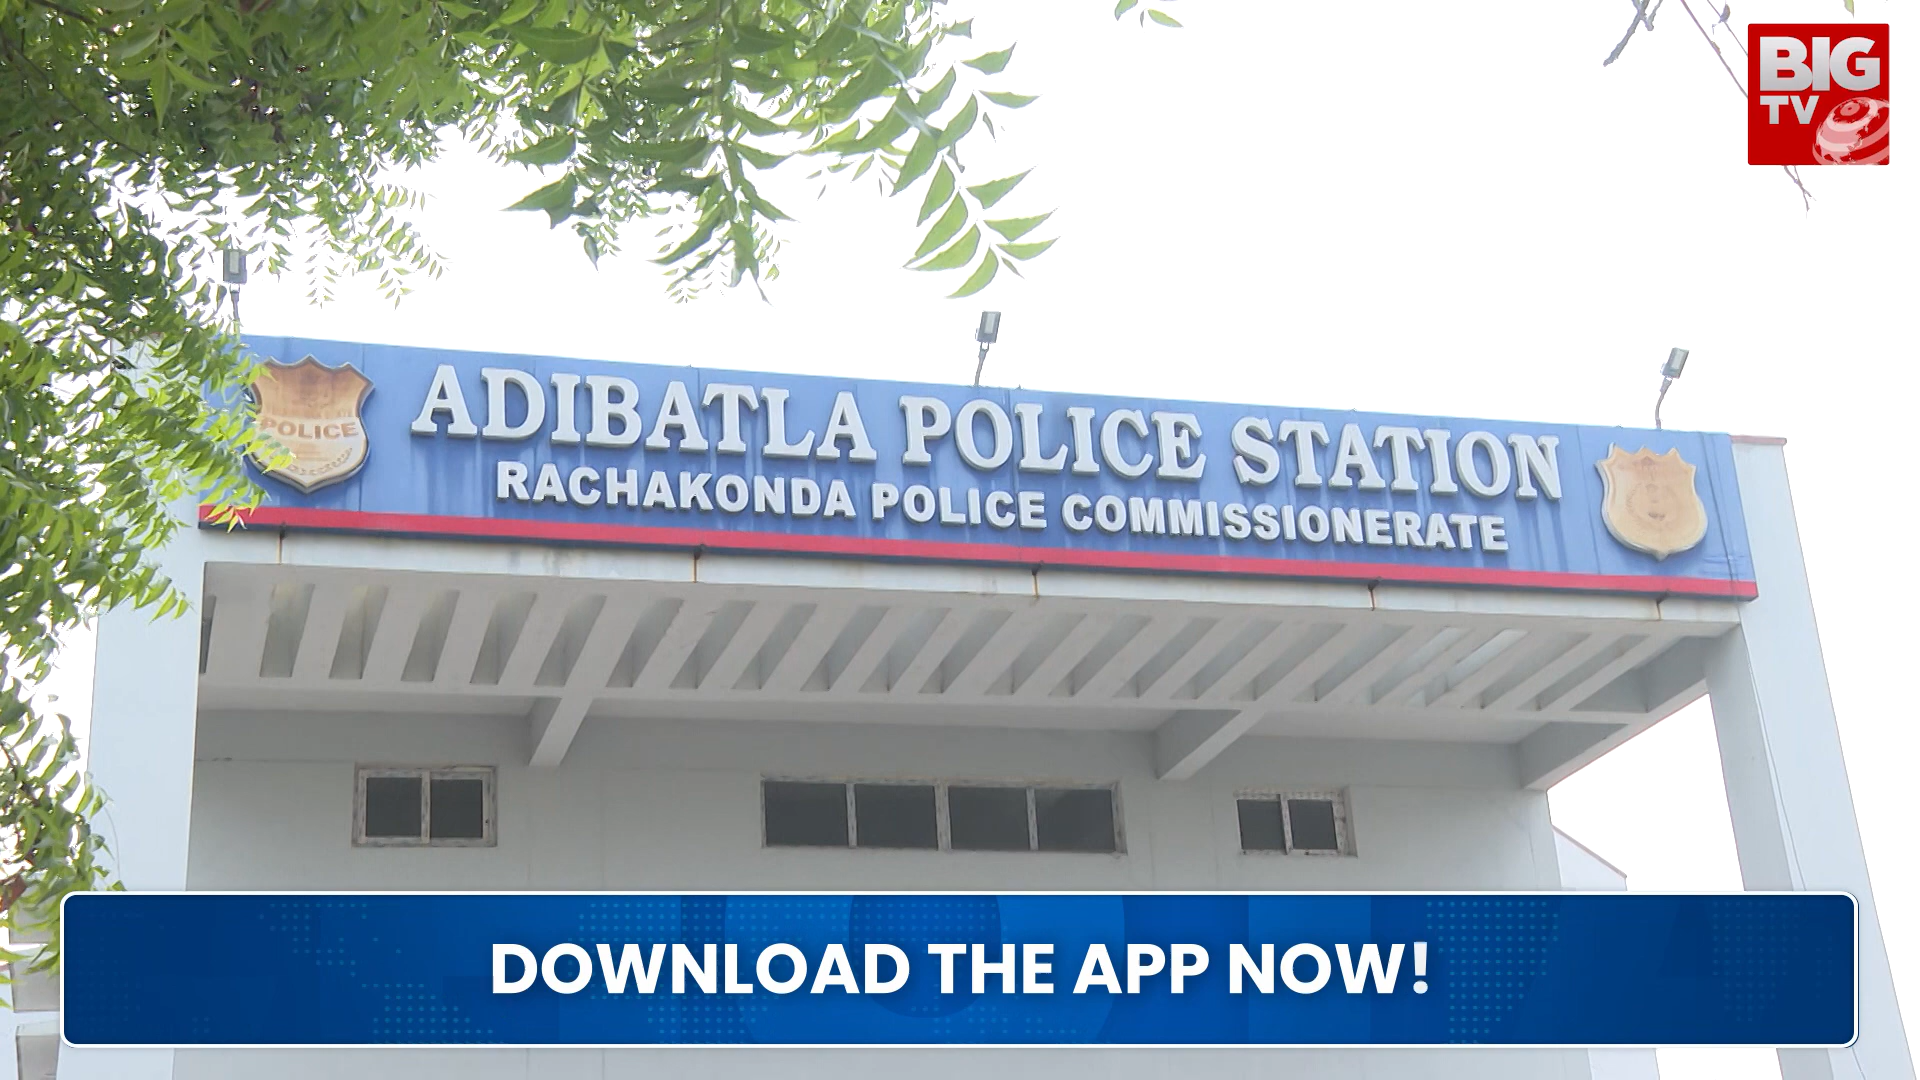 BIG
TV
ADIBATLA POLICE STATION
POLICE
RACHAKONDA POLICE COMMISSIONERATE
DOWNLOAD THE APP NOW!